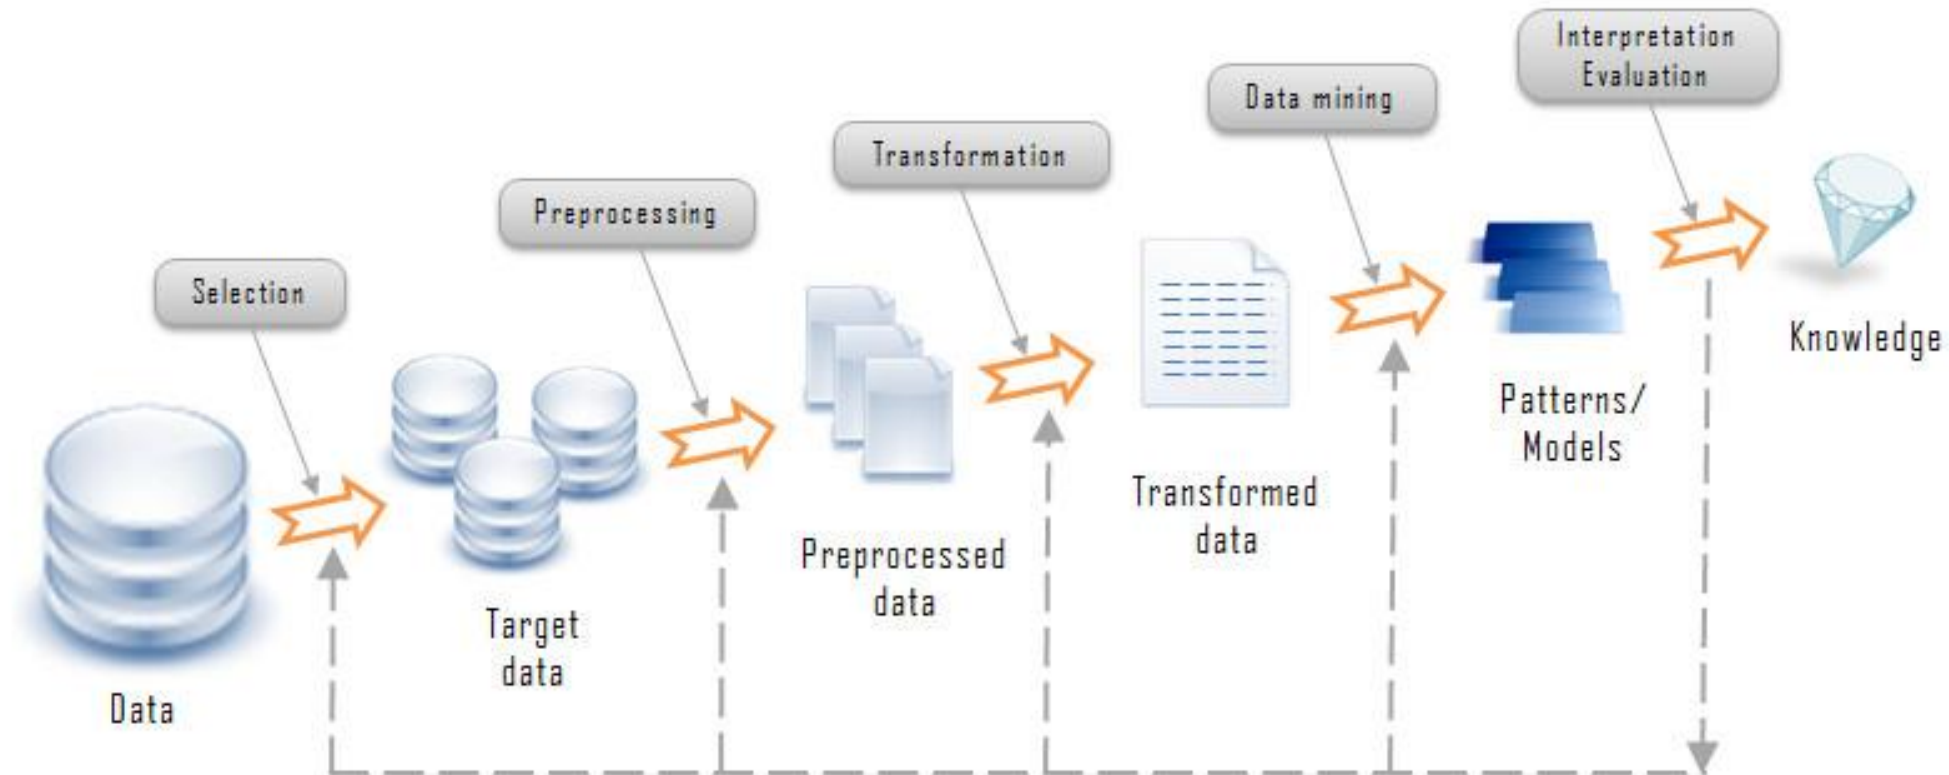 Interpretation
Evaluation
Data mining
Transformation
Preprocessing
Selection
Knowledge
Patterns/
Models
Transformed
data
Preprocessed
data
Target
data
Data